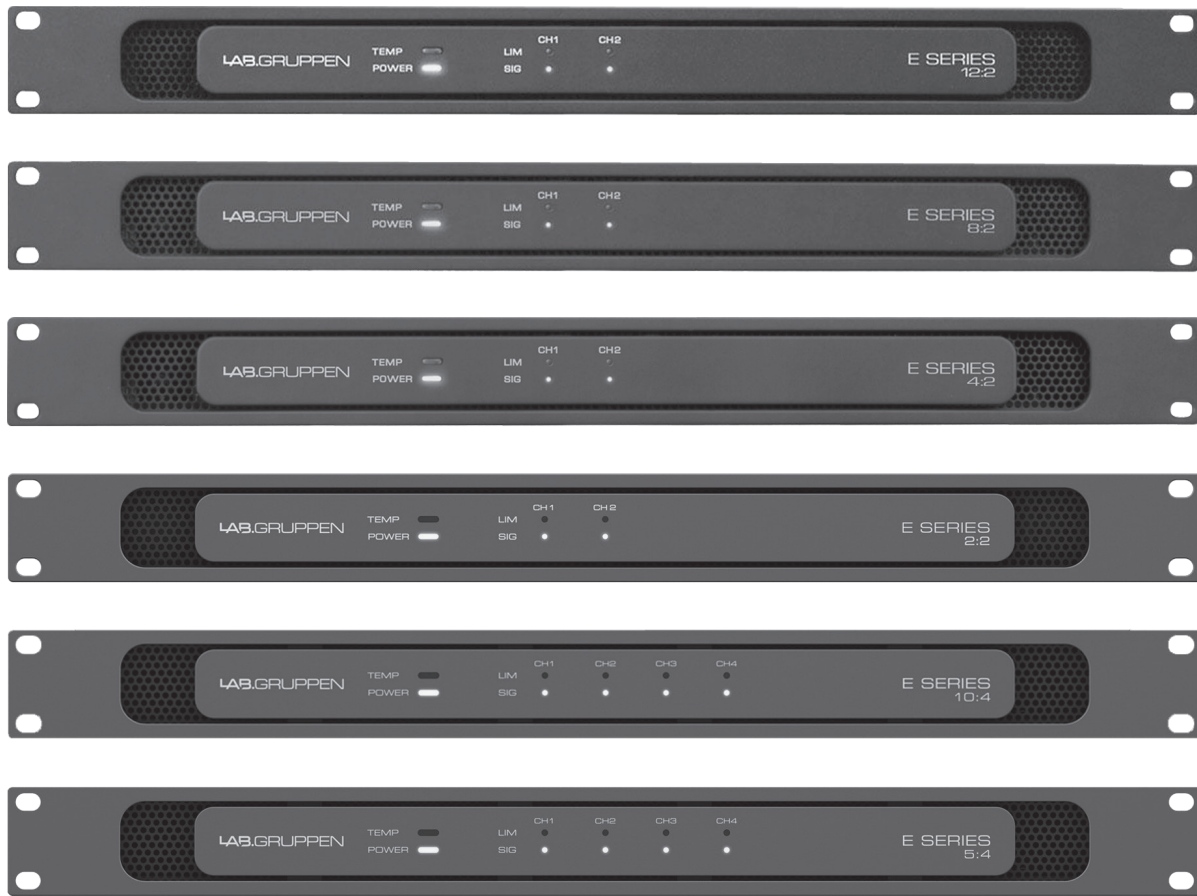 CH1 CH2
TEMP LIM
LAB.GRUPPEN E SERIES
POWER SIG 12:2
CH1 CH2
TEMP LIM
LAB.GRUPPEN E SERIES
POWER SIG 8:2
CH1 CH2
TEMP LIM
LAB.GRUPPEN E SERIES
POWER SIG 4:2
CH1 CH2
TEMP LIM
LAB.GRUPPEN E SERIES
POWER SIG 2:2
CH1 CH2 CH3 CH4
TEMP LIM
LAB.GRUPPEN E SERIES
POWER SIG 10:4
CH1 CH2 CH3 CH4
TEMP LIM
LAB.GRUPPEN E SERIES
POWER SIG 5:4